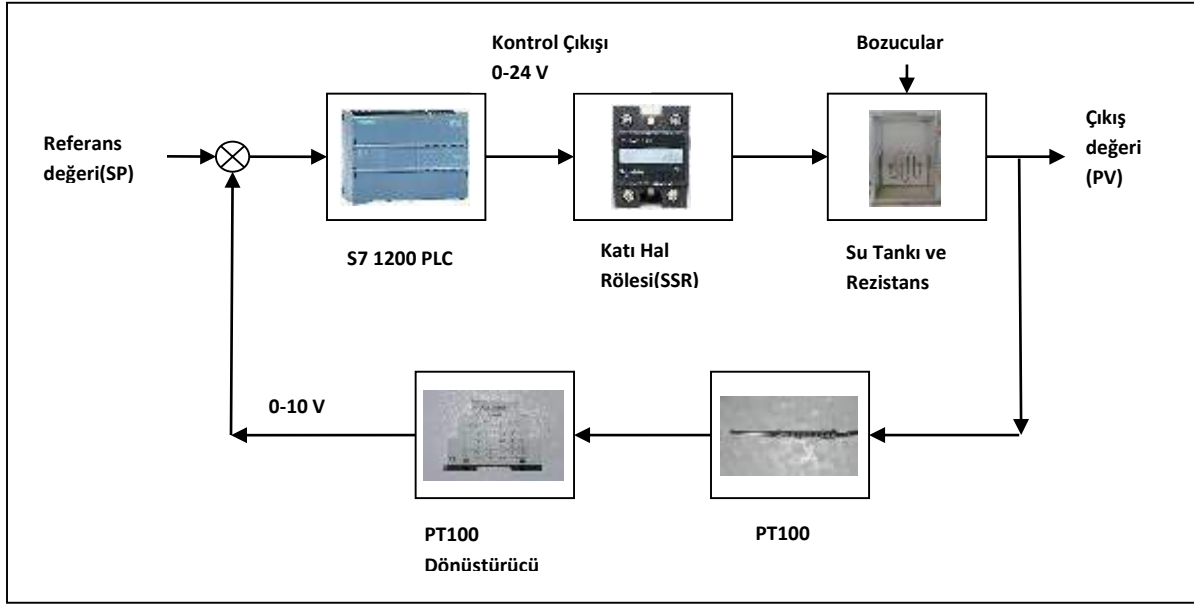 Kontrol Çıkışı
0-24 V
Bozucular
Referans
değeri(SP)
Çıkış
değeri
(PV)
S7 1200 PLC
Katı Hal
Rölesi(SSR)
Su Tankı ve
Rezistans
0-10 V
PT100
Dönüştürücü
PT100